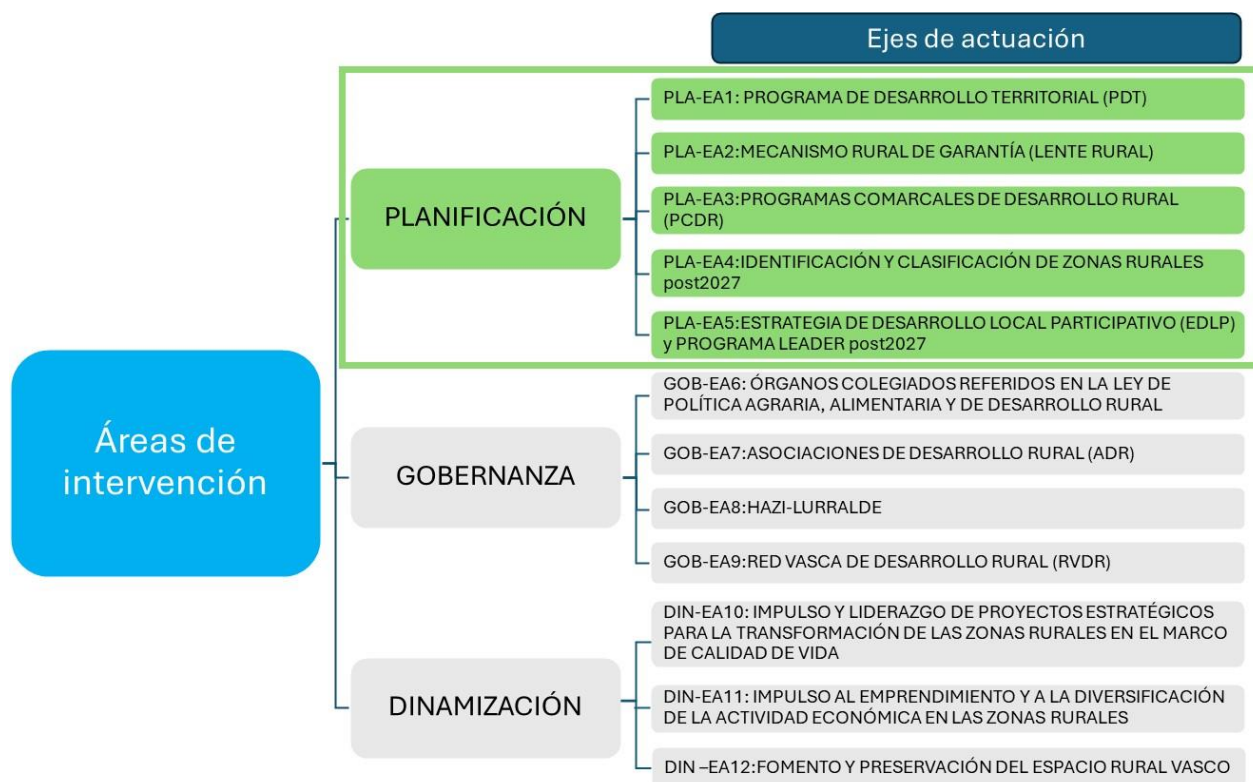 Ejes de actuación
PLA-EA1: PROGRAMA DE DESARROLLO TERRITORIAL (PDT)
PLA-EA2:MECANISMO RURAL DE GARANTÍA (LENTE RURAL)
PLANIFICACIÓN
PLA-EA3:PROGRAMAS COMARCALES DE DESARROLLO RURAL
(PCDR)
PLA-EA4:IDENTIFICACIÓN Y CLASIFICACIÓN DE ZONAS RURALES
post2027
PLA-EA5:ESTRATEGIA DE DESARROLLO LOCAL PARTICIPATIVO (EDLP)
y PROGRAMA LEADER post2027
Áreas de
intervención
GOBERNANZA
GOB-EA6: ÓRGANOS COLEGIADOS REFERIDOS EN LA LEY DE
POLÍTICA AGRARIA, ALIMENTARIA Y DE DESARROLLO RURAL
GOB-EA7:ASOCIACIONES DE DESARROLLO RURAL (ADR)
GOB-EA8:HAZI-LURRALDE
GOB-EA9:RED VASCA DE DESARROLLO RURAL (RVDR)
DINAMIZACIÓN
DIN-EA10: IMPULSO Y LIDERAZGO DE PROYECTOS ESTRATÉGICOS
PARA LA TRANSFORMACIÓN DE LAS ZONAS RURALES EN EL MARCO
DE CALIDAD DE VIDA
DIN-EA11: IMPULSO AL EMPRENDIMIENTO Y A LA DIVERSIFICACIÓN
DE LA ACTIVIDAD ECONÓMICA EN LAS ZONAS RURALES
DIN –EA12:FOMENTO Y PRESERVACIÓN DEL ESPACIO RURAL VASCO